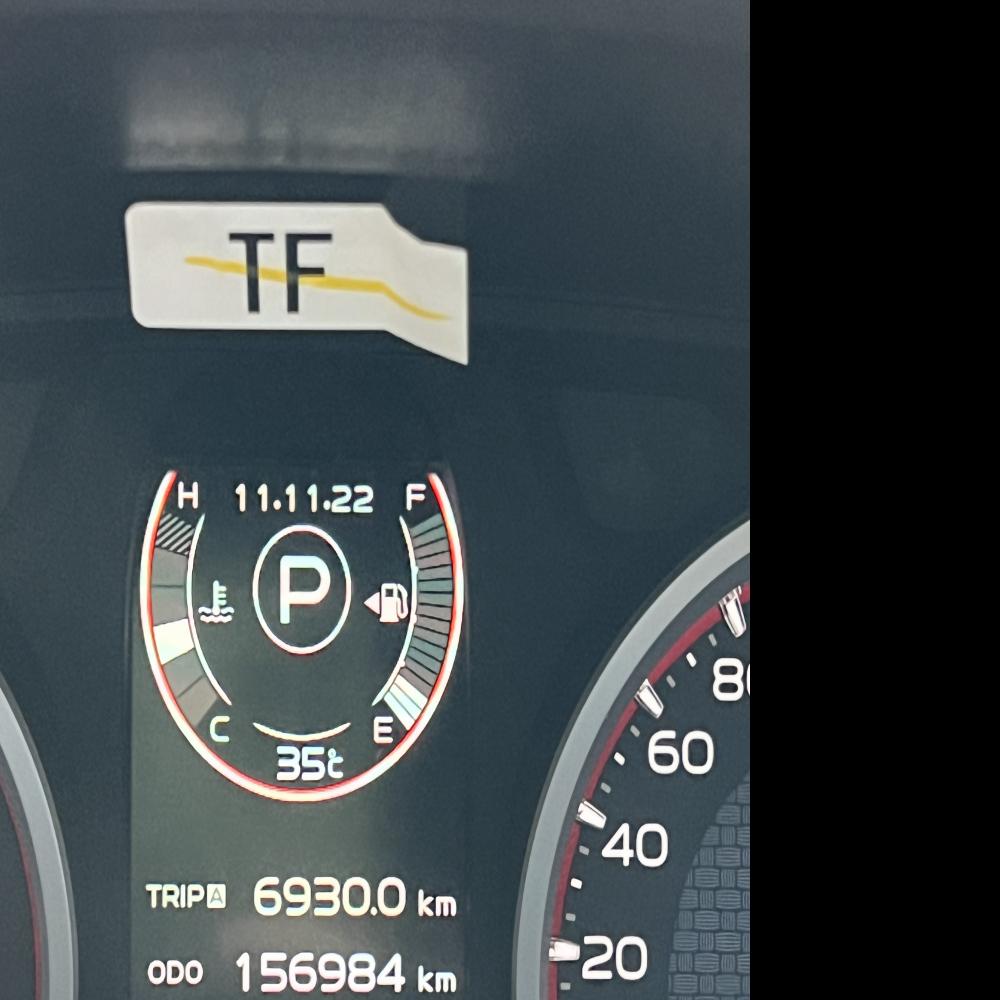 TF
H 11.11.22 F
P
C E
35℃
TRIP A 6930.0 km
ODO 156984 km
80
60
40
20